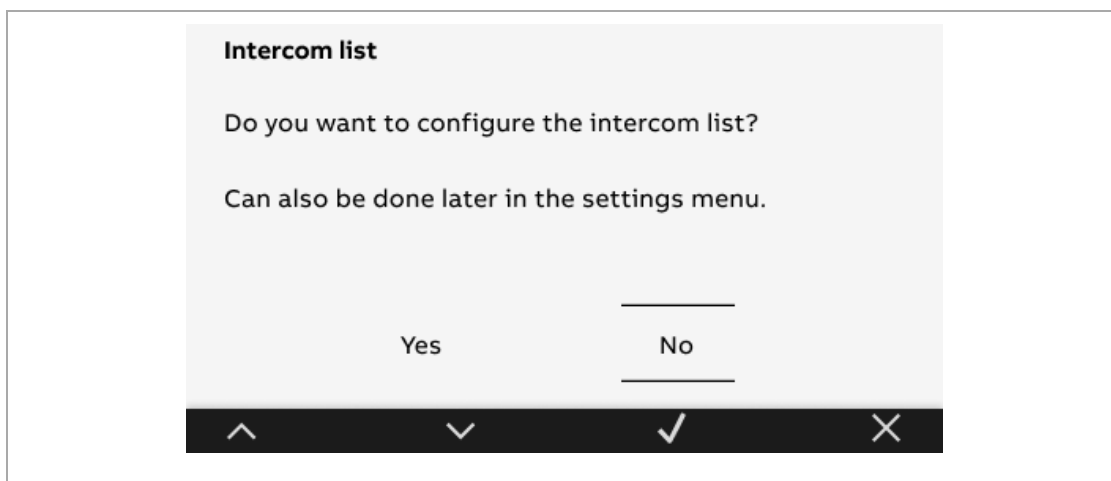 Intercom list
Do you want to configure the intercom list?
Can also be done later in the settings menu.
Yes No